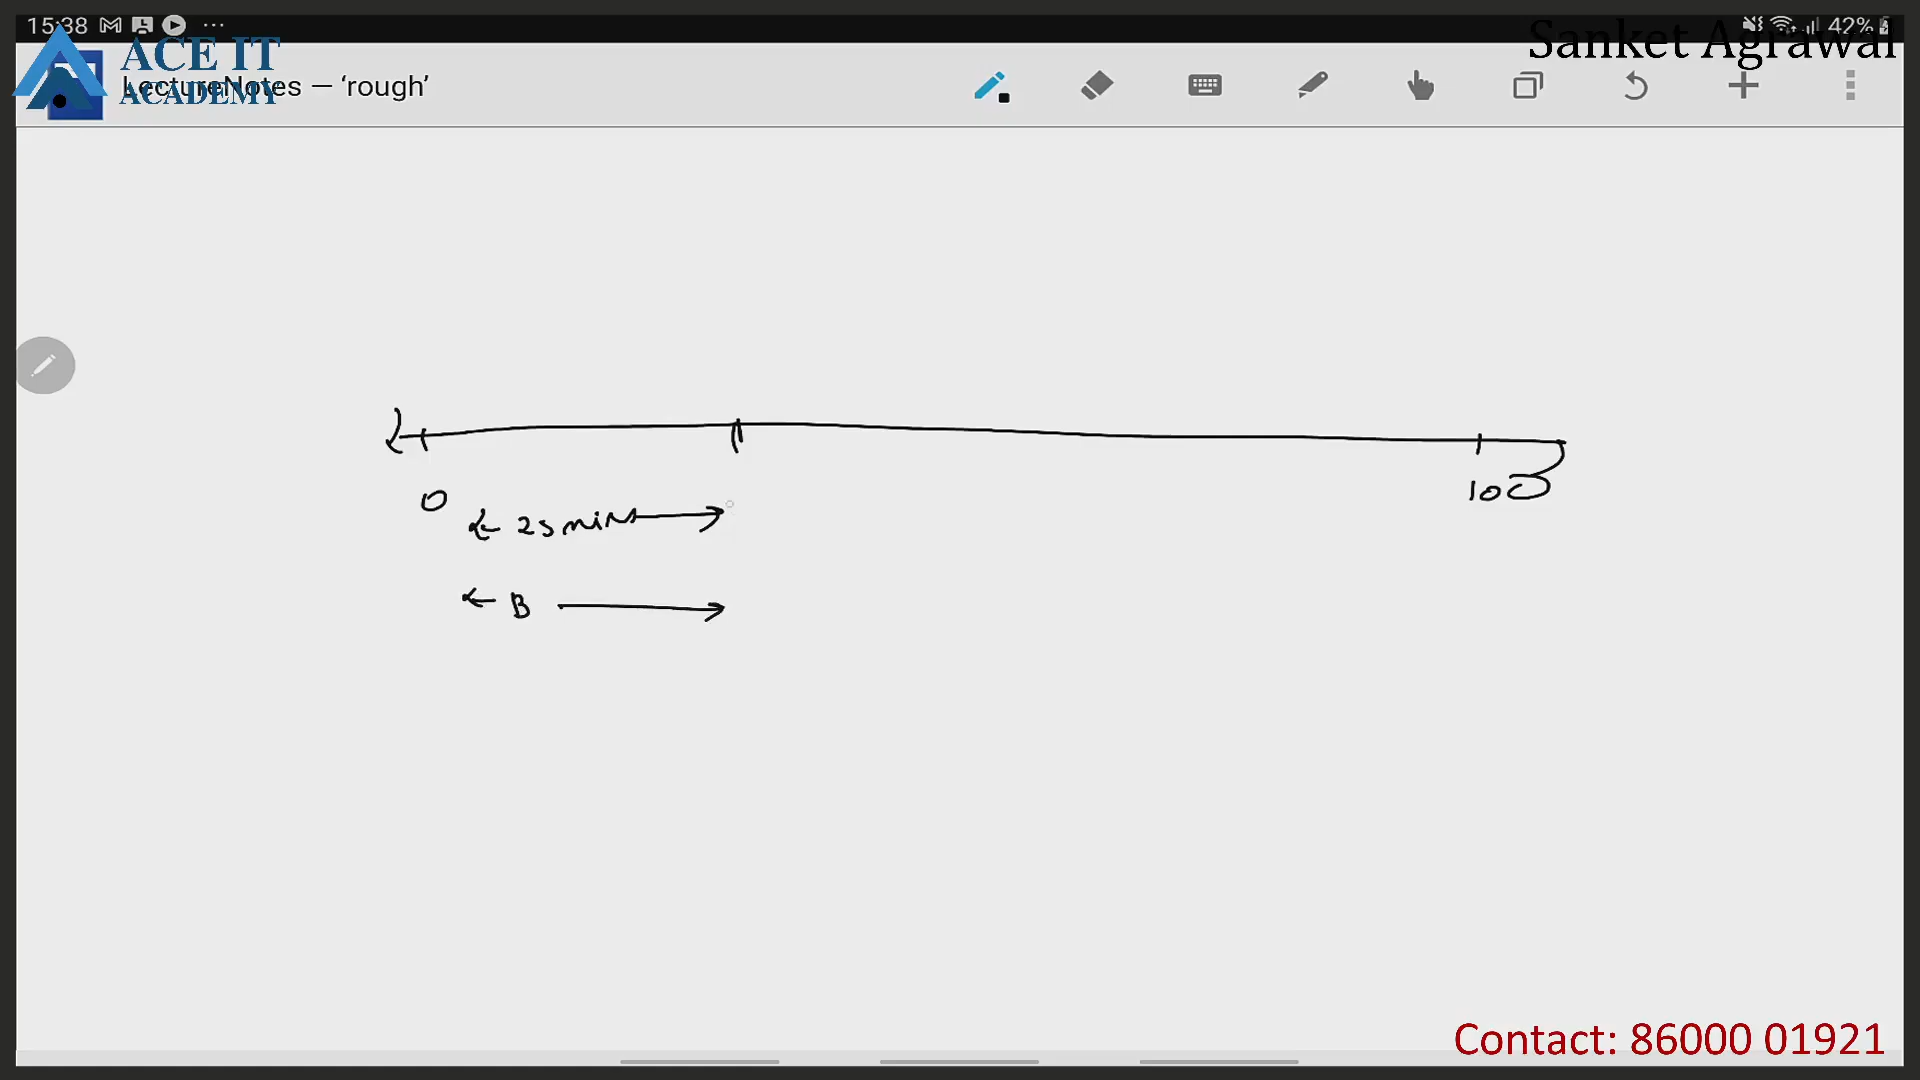 15:38
42%
Sanket Agrawal
ACE IT
ACADEMY
LectureNotes — ‘rough’
0
100
25 mins
B
Contact: 86000 01921